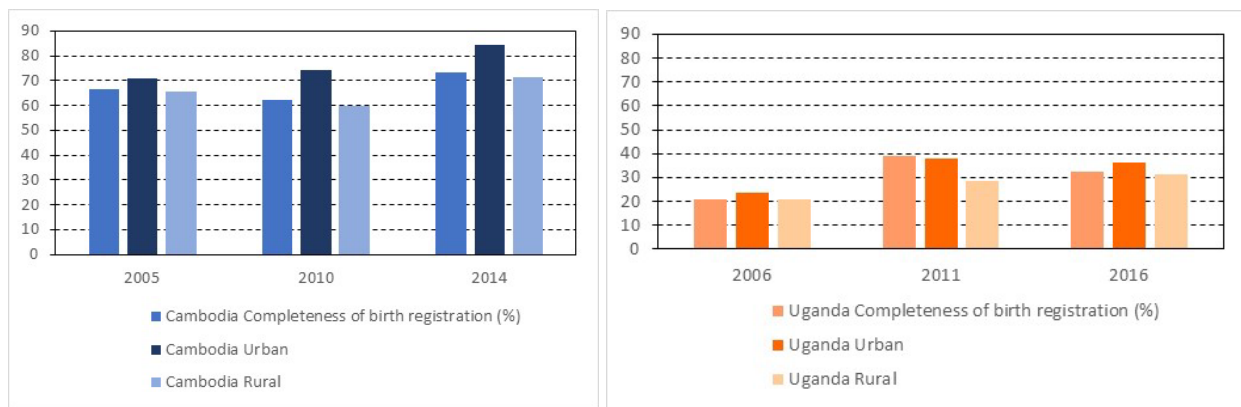 90
80
70
60
50
40
30
20
10
0
2005 2010 2014
Cambodia Completeness of birth registration (%)
Cambodia Urban
Cambodia Rural
90
80
70
60
50
40
30
20
10
0
2006 2011 2016
Uganda Completeness of birth registration (%)
Uganda Urban
Uganda Rural